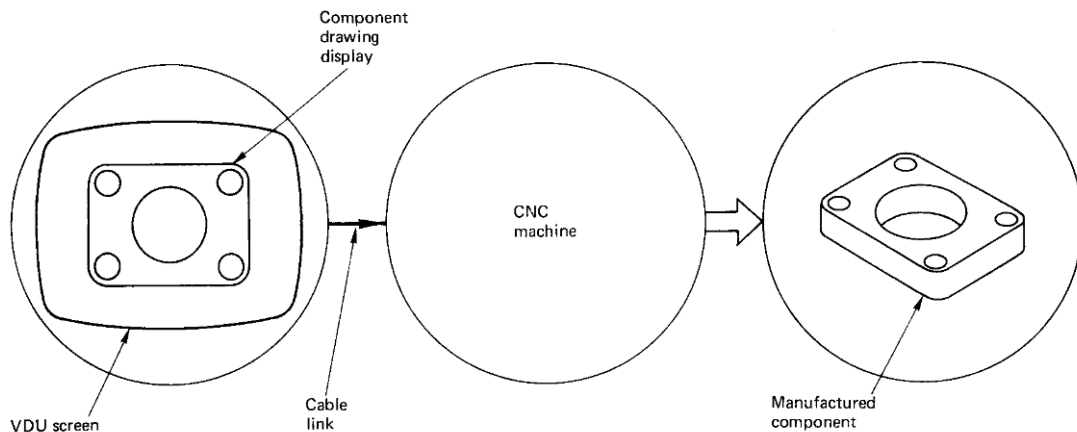 Component
drawing
display
CNC
machine
VDU screen
Cable
link
Manufactured
component